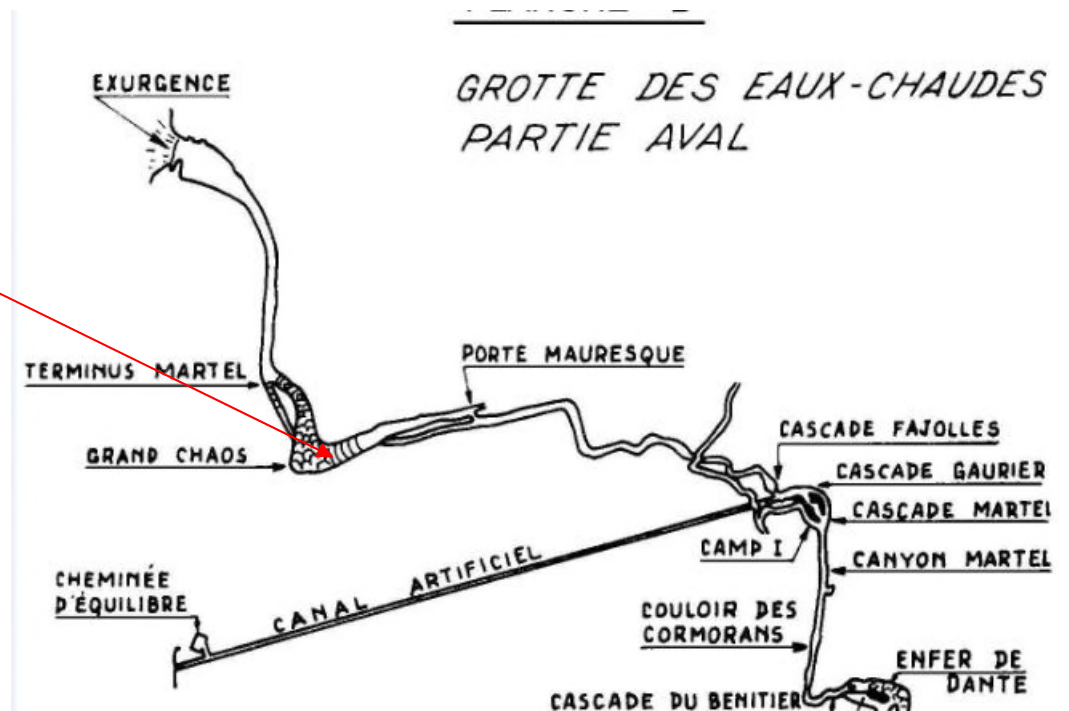 EXURGENCE
GROTTE DES EAUX-CHAUDES
PARTIE AVAL
TERMINUS MARTEL
PORTE MAURESQUE
GRAND CHAOS
CASCADE FAJOLLES
CASCADE GAURIER
CASCADE MARTEL
CAMP I
CANYON MARTEL
CANAL ARTIFICIEL
CHEMINÉE
D'ÉQUILIBRE
COULOIR DES
CORMORANS
ENFER DE
DANTE
CASCADE DU BENITIER